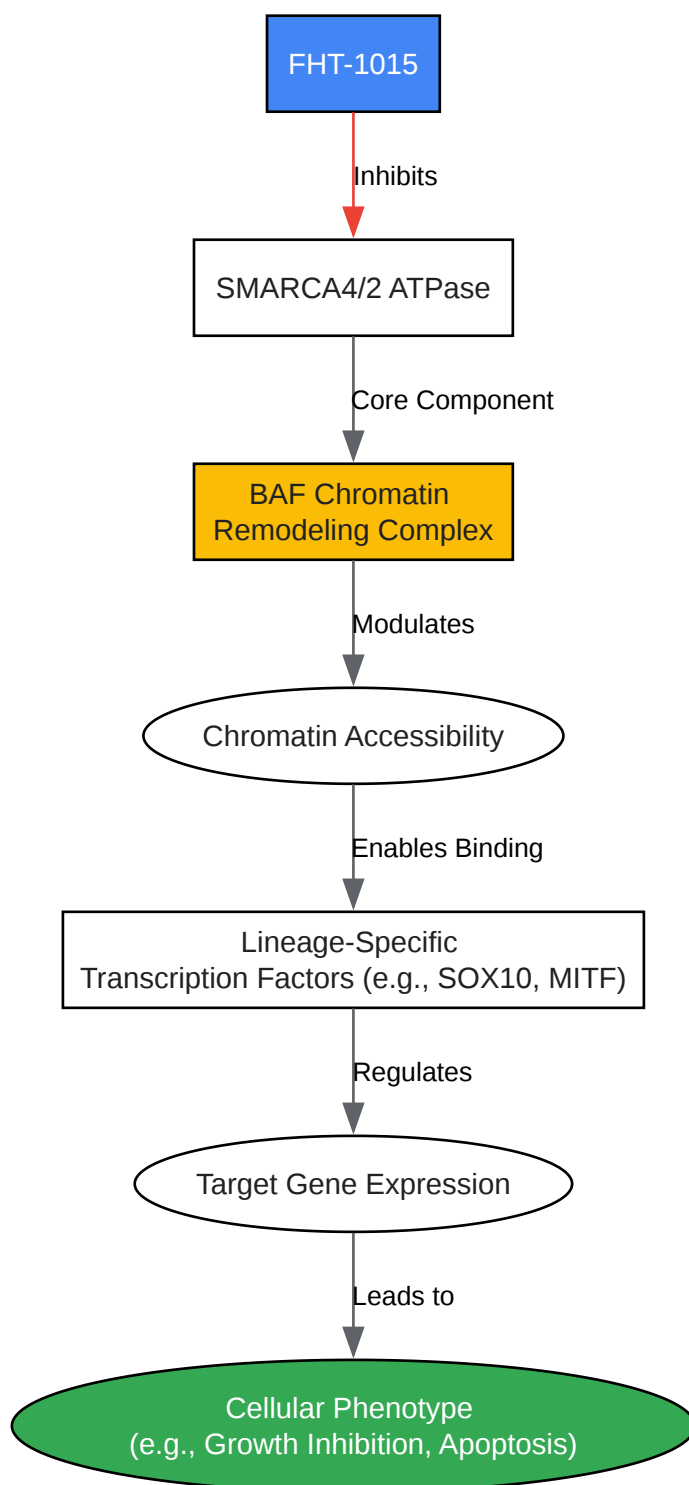 FHT-1015
Inhibits
SMARCA4/2 ATPase
Core Component
BAF Chromatin
Remodeling Complex
Modulates
Chromatin Accessibility
Enables Binding
Lineage-Specific
Transcription Factors (e.g., SOX10, MITF)
Regulates
Target Gene Expression
Leads to
Cellular Phenotype
(e.g., Growth Inhibition, Apoptosis)